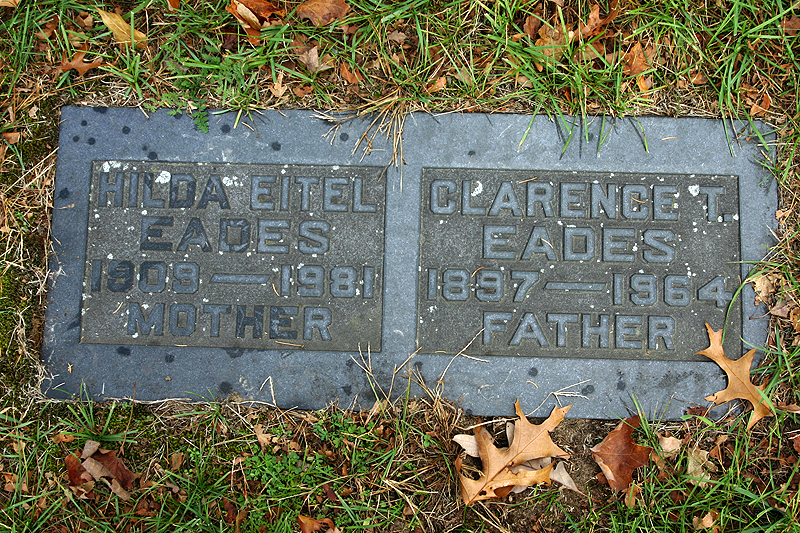 HILDA EITEL
EADES
1909 — 1981
MOTHER
CLARENCE T.
EADES
1897 — 1964
FATHER